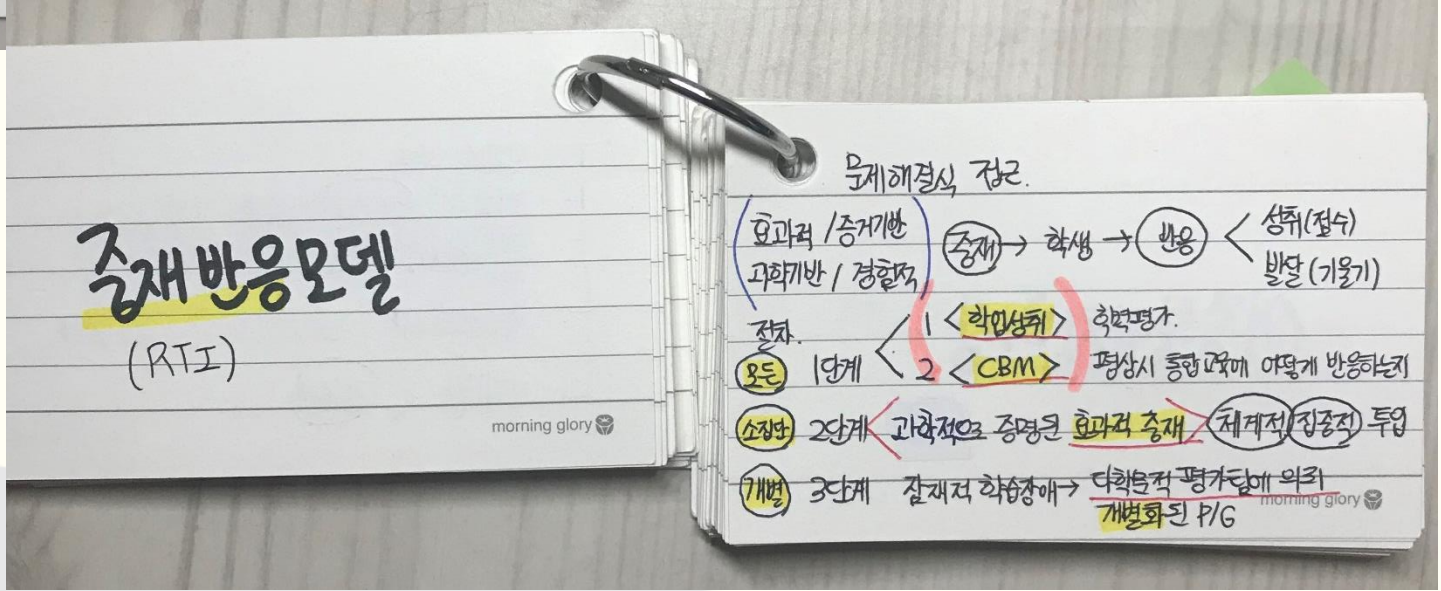 중재반응모델
(RTI)
morning glory
문제해결식 접근.
효과적 / 증거기반
과학기반 / 경험적
중재 → 학생 → 반응 < 성취(점수)
발달 (기울기)
절차.
모든 1단계 < 1 <학업성취> 학력평가.
2 <CBM> 평상시 통합교육에 어떻게 반응하는지
소집단 2단계 <과학적으로 증명된 효과적 중재> 체계적 집중적 투입
개별 3단계 잠재적 학습장애 → 다학문적 평가팀에 의뢰
개별화된 P/G
morning glory